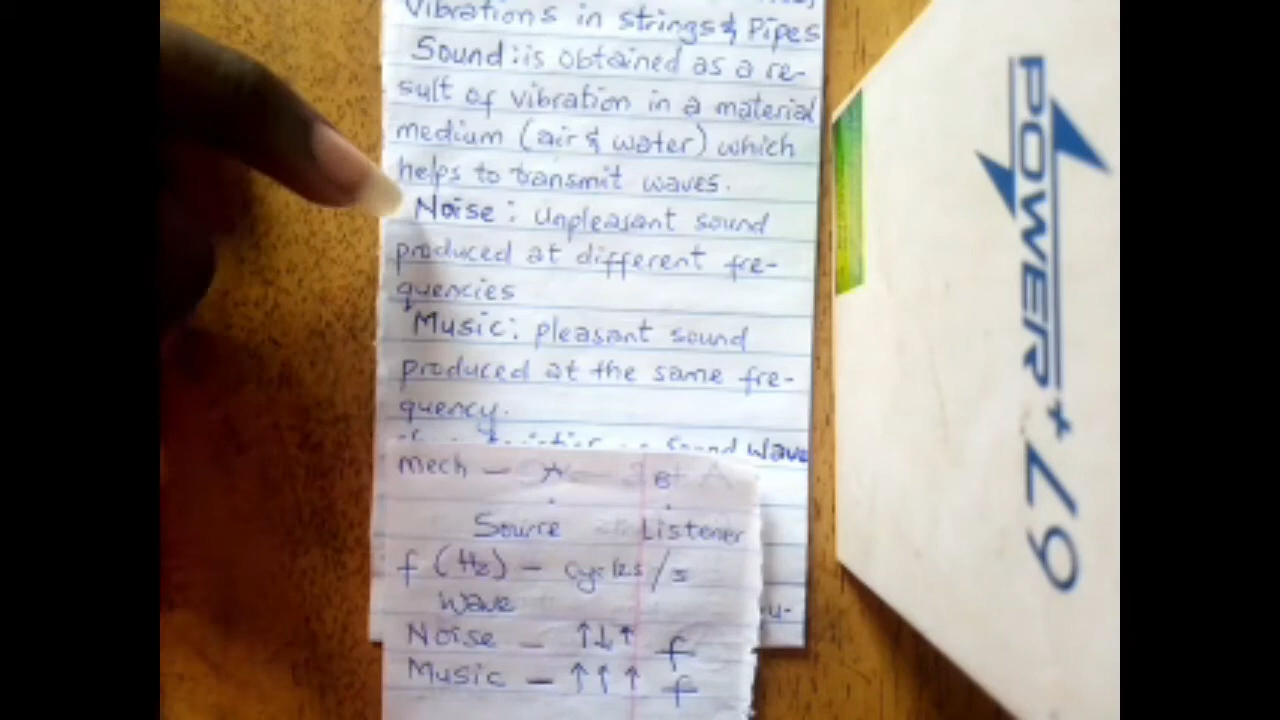 Vibrations in strings & Pipes
Sound: is obtained as a re-
sult of vibration in a material
medium (air & water) which
helps to transmit waves.
Noise: Unpleasant sound
produced at different fre-
quencies
Music: pleasant sound
produced at the same fre-
quency.
Sound Wave
mech - A B
Source Listener
f (Hz) - cycles/s
wave
Noise - ↑↓↑ f
Music - ↑↑↑ f
u-
POWER+ L9